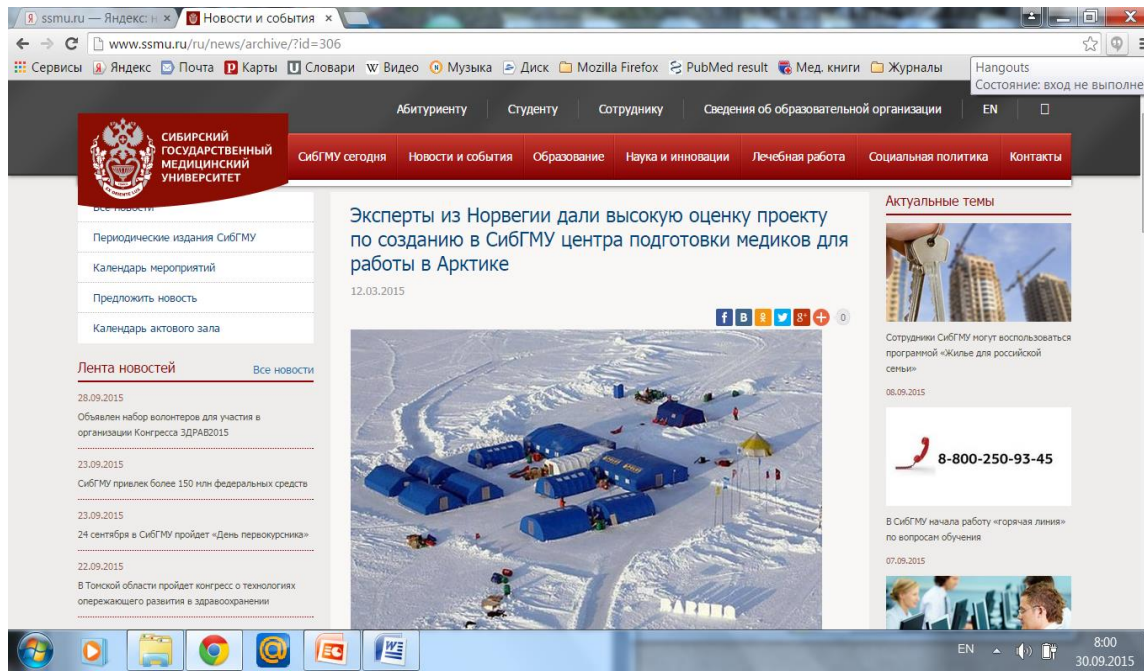 ssmu.ru — Яндекс: н
Новости и события
www.ssmu.ru/ru/news/archive/?id=306
Сервисы Яндекс Почта Карты Словари Видео Музыка Диск Mozilla Firefox PubMed result Мед. книги Журналы
Hangouts
Состояние: вход не выполне
Абитуриенту Студенту Сотруднику Сведения об образовательной организации EN
СИБИРСКИЙ
ГОСУДАРСТВЕННЫЙ
МЕДИЦИНСКИЙ
УНИВЕРСИТЕТ
СибГМУ сегодня Новости и события Образование Наука и инновации Лечебная работа Социальная политика Контакты
Все новости
Периодические издания СибГМУ
Календарь мероприятий
Предложить новость
Календарь актового зала
Лента новостей Все новости
28.09.2015
Объявлен набор волонтеров для участия в
организации Конгресса ЗДРАВ2015
23.09.2015
СибГМУ привлек более 150 млн федеральных средств
23.09.2015
24 сентября в СибГМУ пройдет «День первокурсника»
22.09.2015
В Томской области пройдет конгресс о технологиях
опережающего развития в здравоохранении
Эксперты из Норвегии дали высокую оценку проекту
по созданию в СибГМУ центра подготовки медиков для
работы в Арктике
12.03.2015
0
BARNEO
Актуальные темы
Сотрудники СибГМУ могут воспользоваться
программой «Жилье для российской
семьи»
08.09.2015
8-800-250-93-45
В СибГМУ начала работу «горячая линия»
по вопросам обучения
07.09.2015
EN
8:00
30.09.2015